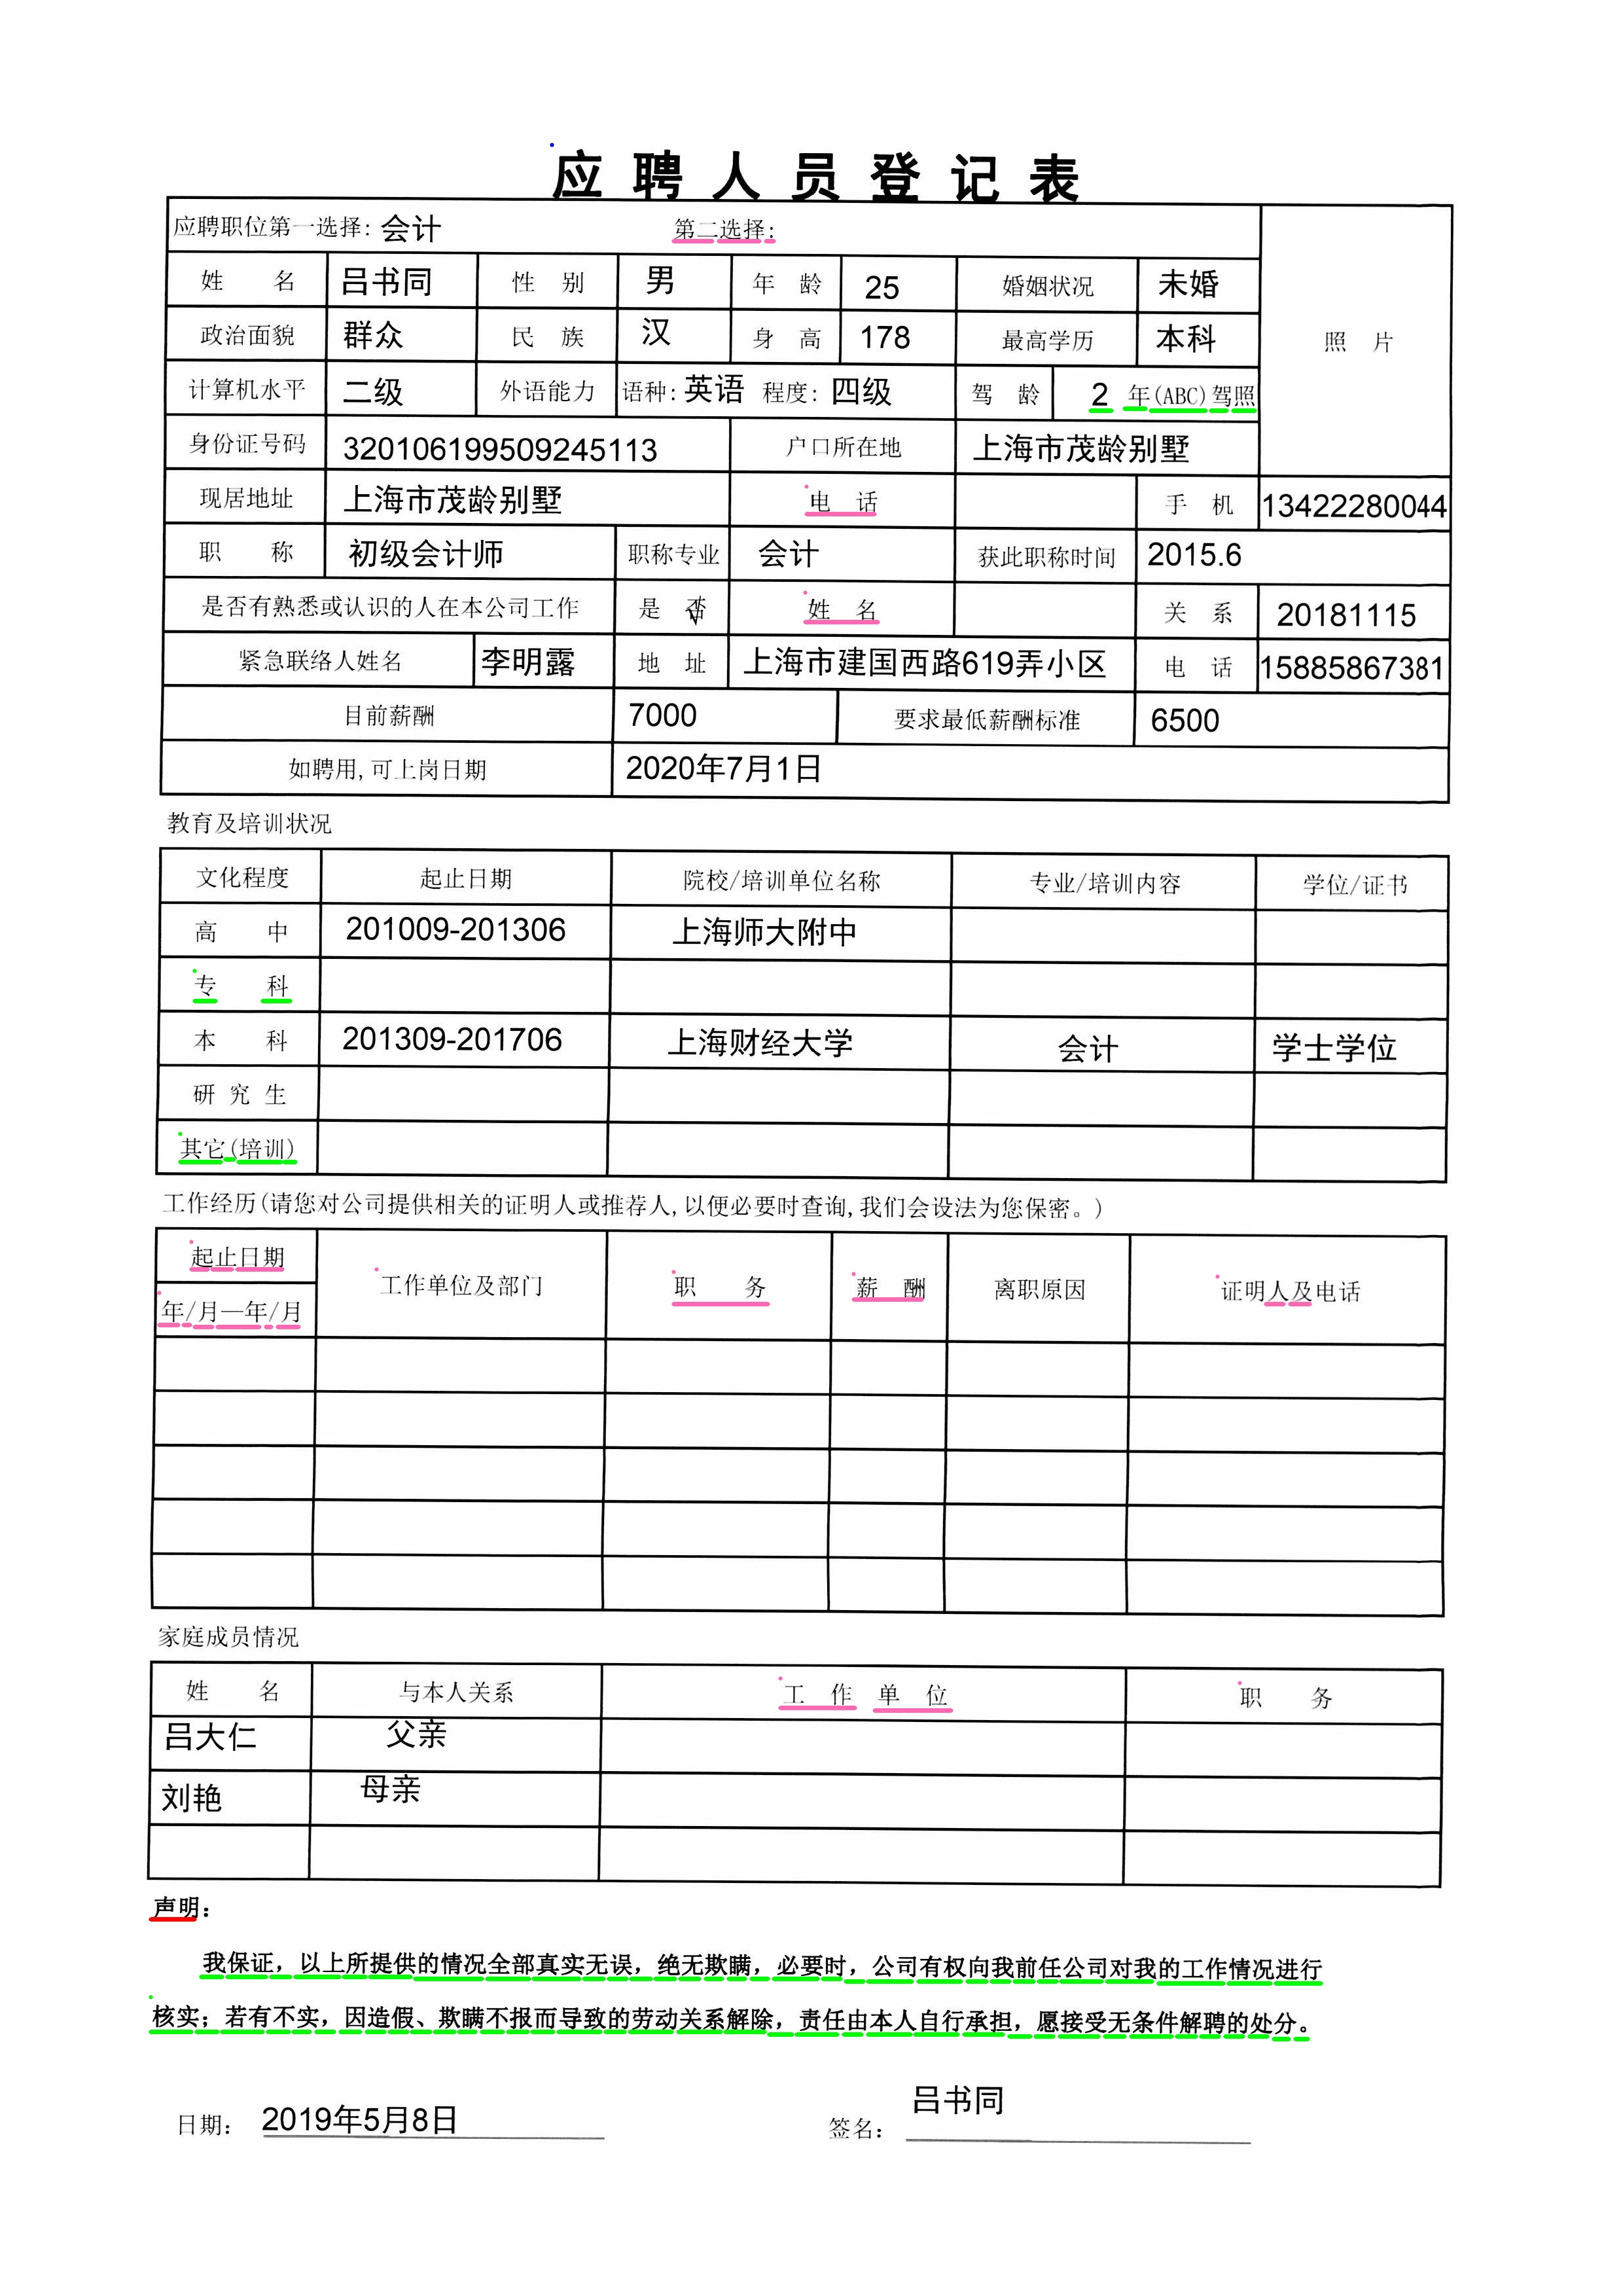 应聘人员登记表
应聘职位第一选择: 会计 第二选择:
姓 名 吕书同 性 别 男 年 龄 25 婚姻状况 未婚 照 片
政治面貌 群众 民 族 汉 身 高 178 最高学历 本科
计算机水平 二级 外语能力 语种: 英语 程度: 四级 驾 龄 2 年(ABC)驾照
身份证号码 320106199509245113 户口所在地 上海市茂龄别墅
现居地址 上海市茂龄别墅 电 话 手 机 13422280044
职 称 初级会计师 职称专业 会计 获此职称时间 2015.6
是否有熟悉或认识的人在本公司工作 是 否 √ 姓 名 关 系 20181115
紧急联络人姓名 李明露 地 址 上海市建国西路619弄小区 电 话 15885867381
目前薪酬 7000 要求最低薪酬标准 6500
如聘用,可上岗日期 2020年7月1日
教育及培训状况
文化程度 起止日期 院校/培训单位名称 专业/培训内容 学位/证书
高 中 201009-201306 上海师大附中
专 科
本 科 201309-201706 上海财经大学 会计 学士学位
研 究 生
其它(培训)
工作经历(请您对公司提供相关的证明人或推荐人,以便必要时查询,我们会设法为您保密。)
起止日期 工作单位及部门 职 务 薪 酬 离职原因 证明人及电话
年/月—年/月
家庭成员情况
姓 名 与本人关系 工 作 单 位 职 务
吕大仁 父亲
刘艳 母亲
声明:
我保证，以上所提供的情况全部真实无误，绝无欺瞒，必要时，公司有权向我前任公司对我的工作情况进行
核实；若有不实，因造假、欺瞒不报而导致的劳动关系解除，责任由本人自行承担，愿接受无条件解聘的处分。
日期: 2019年5月8日 签名: 吕书同